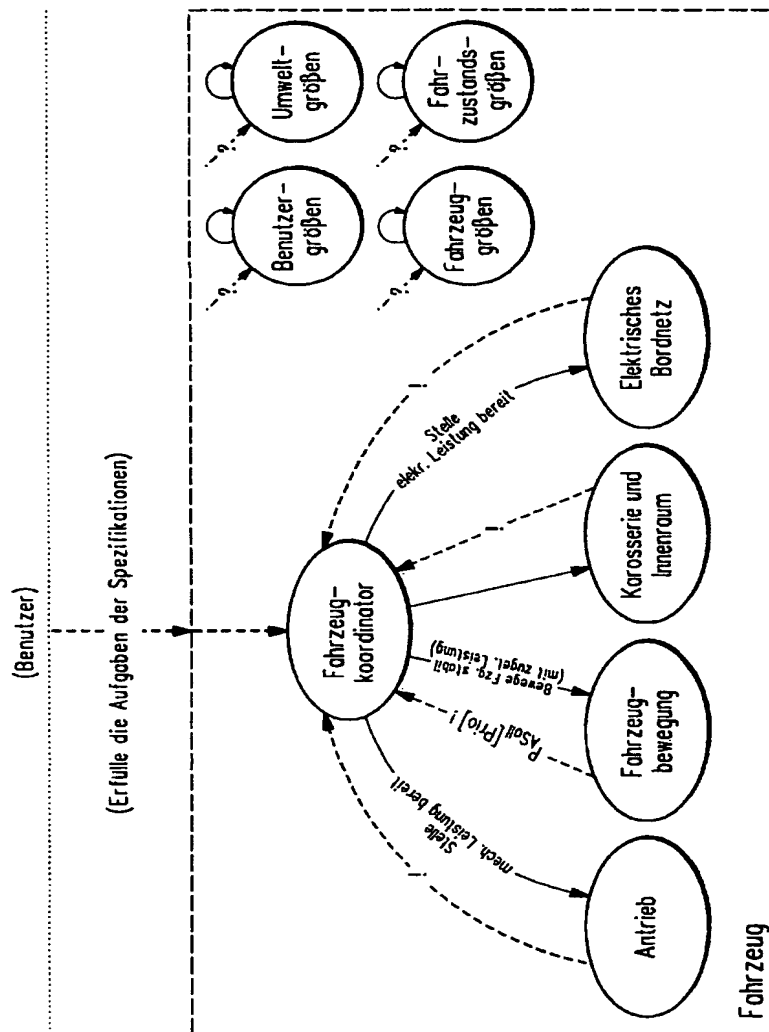 (Benutzer)
(Erfülle die Aufgaben der Spezifikationen)
Fahrzeug-
koordinator
Benutzer-
größen
?
Umwelt-
größen
?
Fahrzeug-
größen
?
Fahr-
zustands-
größen
?
Stelle
mech. Leistung bereit
!
P_ASoll [Prio] !
Bewege Fzg. stabil
(mit zugel. Leistung)
!
Stelle
elekr. Leistung bereit
!
Antrieb
Fahrzeug-
bewegung
Karosserie und
Innenraum
Elektrisches
Bordnetz
Fahrzeug